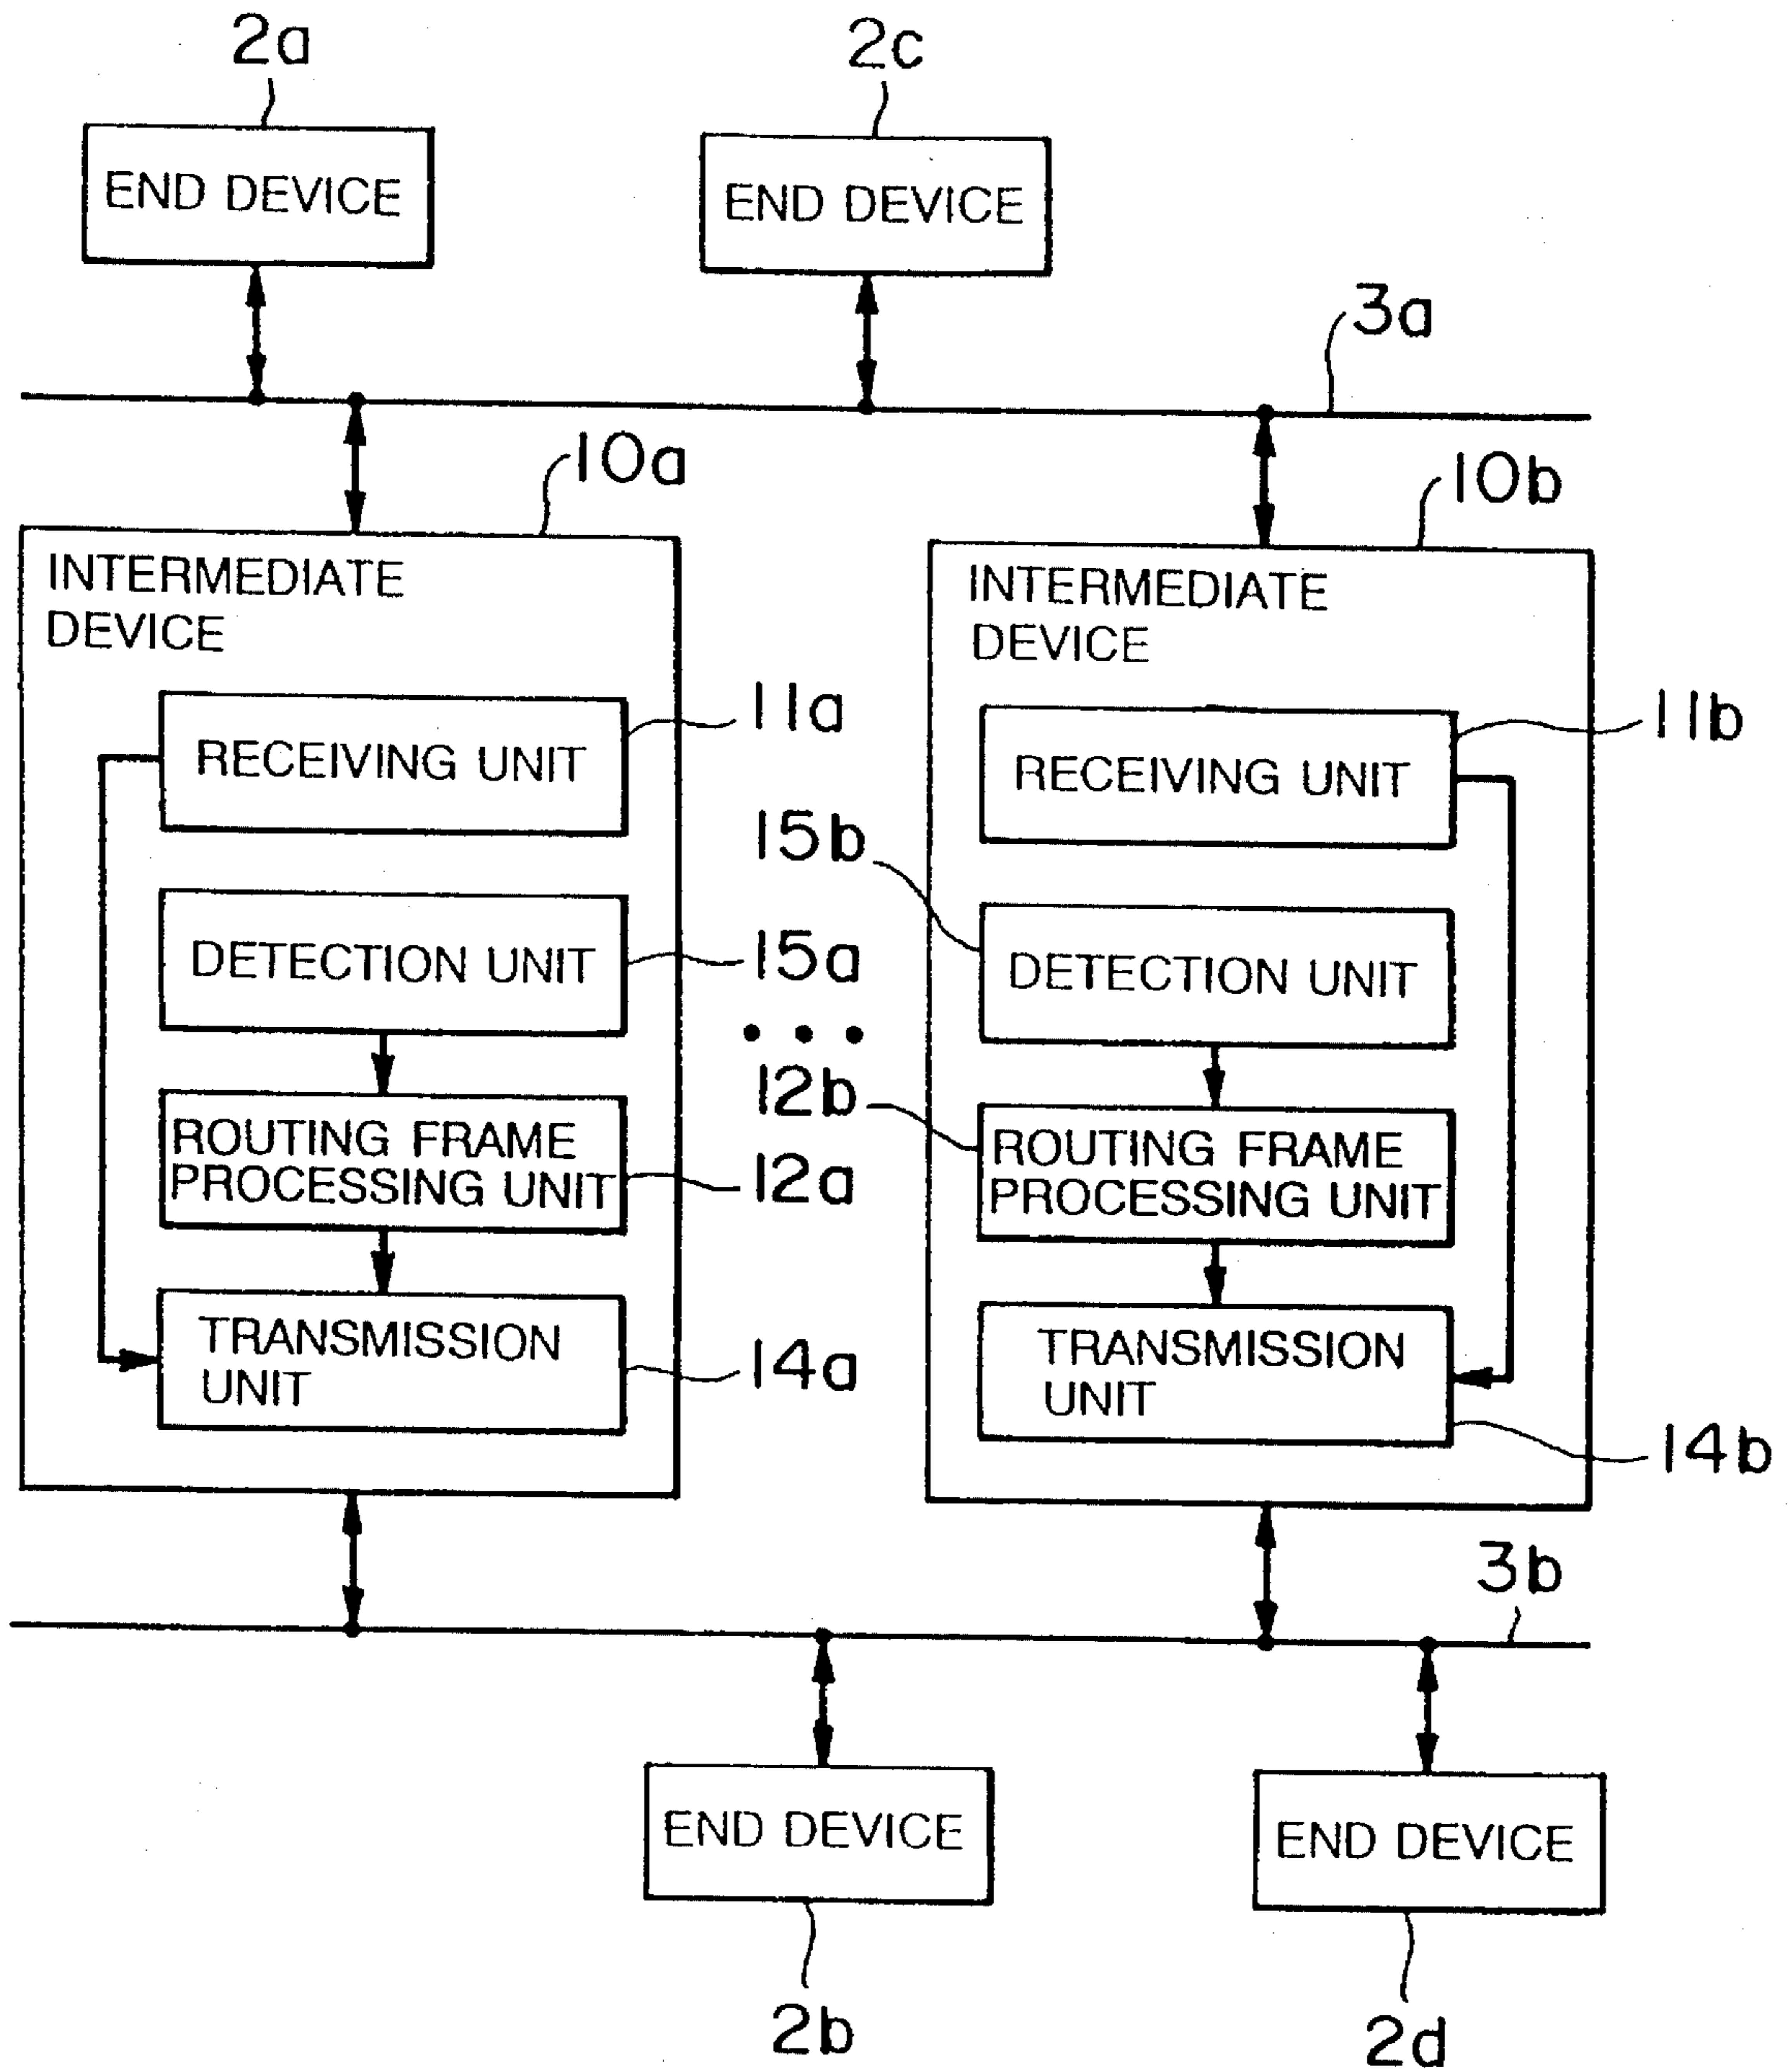 2a
2c
END DEVICE
END DEVICE
3a
10a
10b
INTERMEDIATE
DEVICE
INTERMEDIATE
DEVICE
11a
11b
RECEIVING UNIT
RECEIVING UNIT
15b
DETECTION UNIT
15a
DETECTION UNIT
• • •
12b
ROUTING FRAME
PROCESSING UNIT
12a
ROUTING FRAME
PROCESSING UNIT
TRANSMISSION
UNIT
14a
TRANSMISSION
UNIT
14b
3b
END DEVICE
END DEVICE
2b
2d